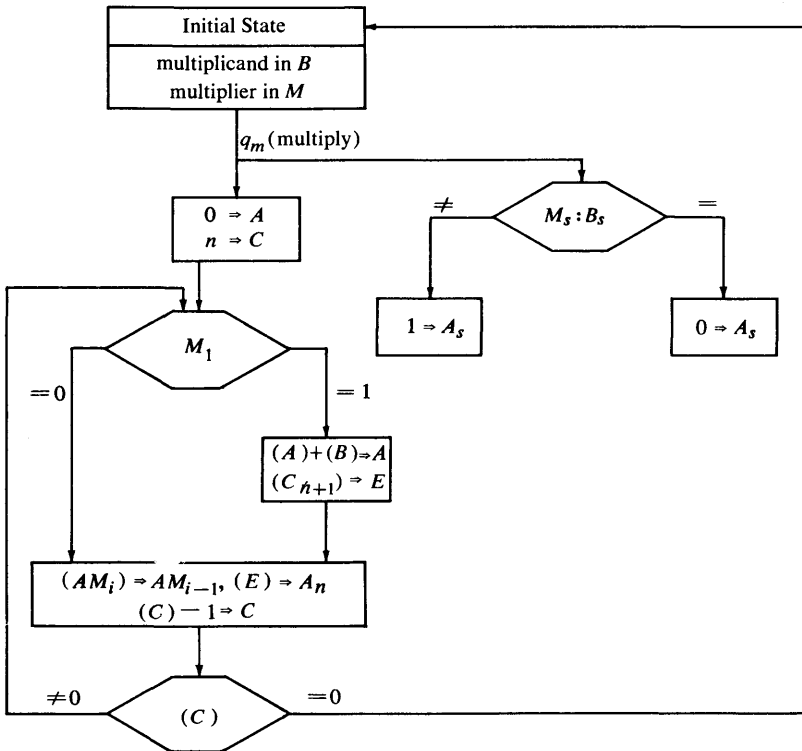 Initial State
multiplicand in B
multiplier in M
q_m (multiply)
0 ⇒ A
n ⇒ C
≠
M_s : B_s
=
1 ⇒ A_s
0 ⇒ A_s
M_1
=0
= 1
(A)+(B)⇒A
(C_{n+1}) ⇒ E
(AM_i) ⇒ AM_{i−1}, (E) ⇒ A_n
(C) − 1 ⇒ C
≠0
(C)
=0